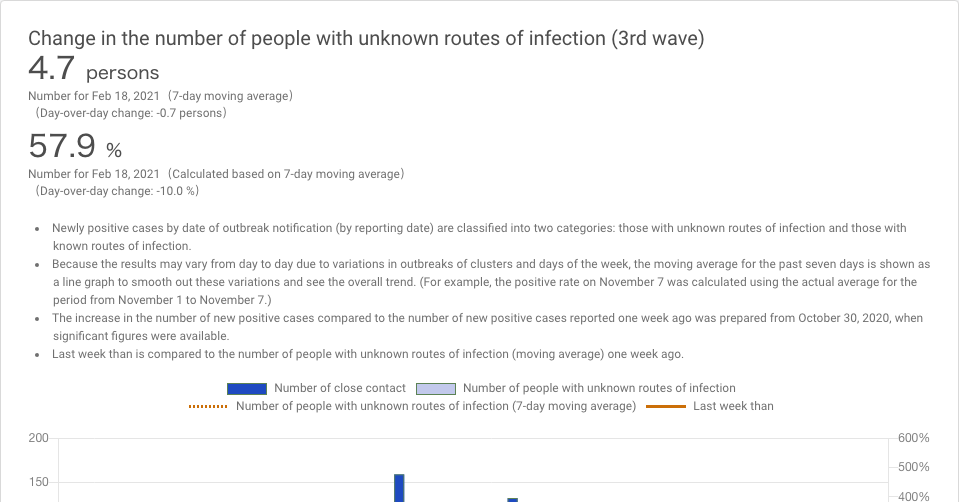 Change in the number of people with unknown routes of infection (3rd wave)
4.7 persons
Number for Feb 18, 2021 (7-day moving average)
(Day-over-day change: -0.7 persons)
57.9 %
Number for Feb 18, 2021 (Calculated based on 7-day moving average)
(Day-over-day change: -10.0 %)
• Newly positive cases by date of outbreak notification (by reporting date) are classified into two categories: those with unknown routes of infection and those with
known routes of infection.
• Because the results may vary from day to day due to variations in outbreaks of clusters and days of the week, the moving average for the past seven days is shown as
a line graph to smooth out these variations and see the overall trend. (For example, the positive rate on November 7 was calculated using the actual average for the
period from November 1 to November 7.)
• The increase in the number of new positive cases compared to the number of new positive cases reported one week ago was prepared from October 30, 2020, when
significant figures were available.
• Last week than is compared to the number of people with unknown routes of infection (moving average) one week ago.
Number of close contact Number of people with unknown routes of infection
Number of people with unknown routes of infection (7-day moving average) Last week than
200 600%
500%
150
400%